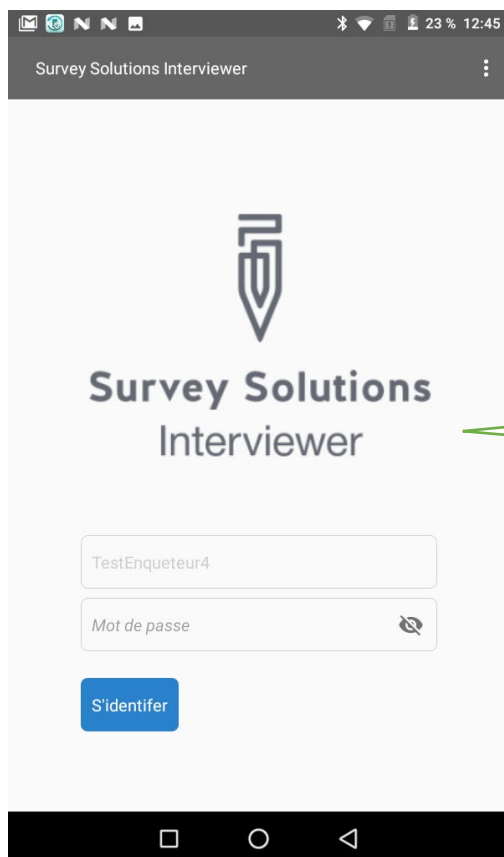 23 % 12:45
Survey Solutions Interviewer
Survey Solutions
Interviewer
TestEnqueteur4
Mot de passe
S'identifer